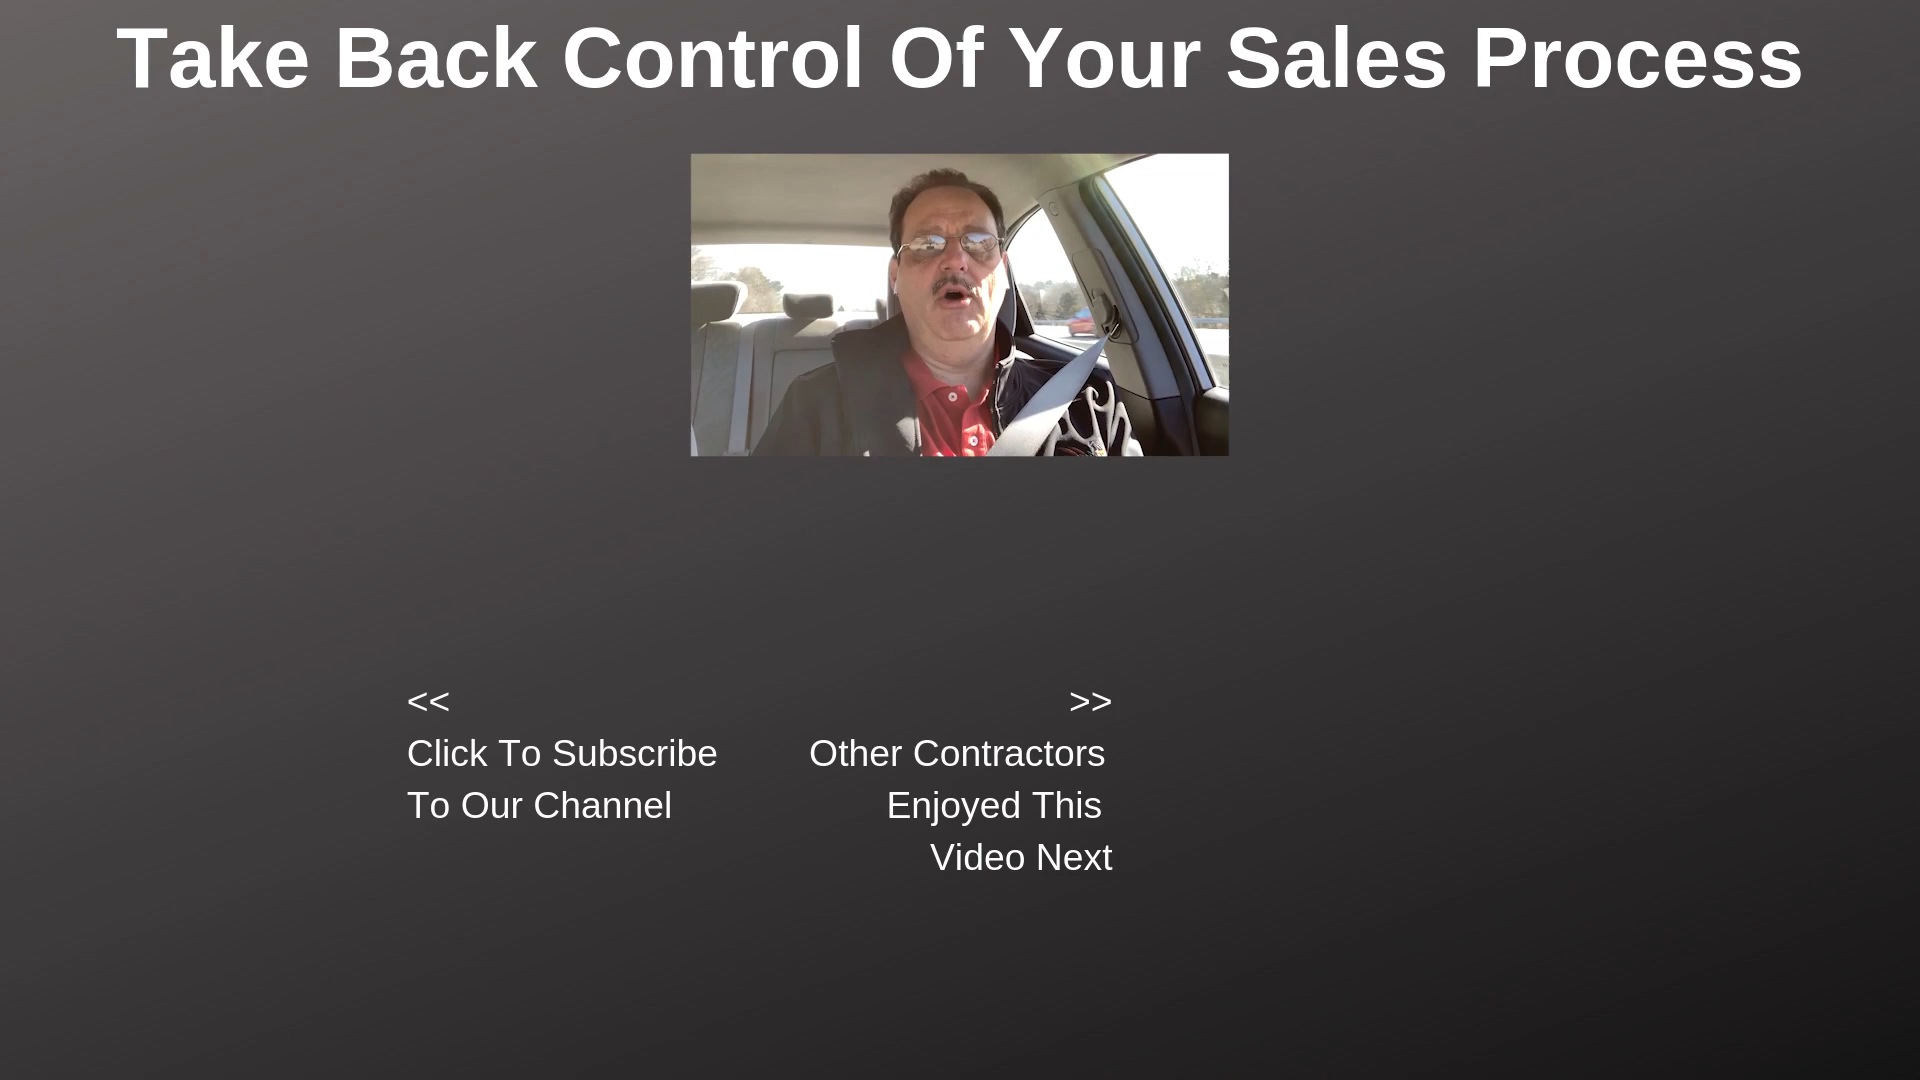 Take Back Control Of Your Sales Process
<<
Click To Subscribe
To Our Channel
>>
Other Contractors
Enjoyed This
Video Next